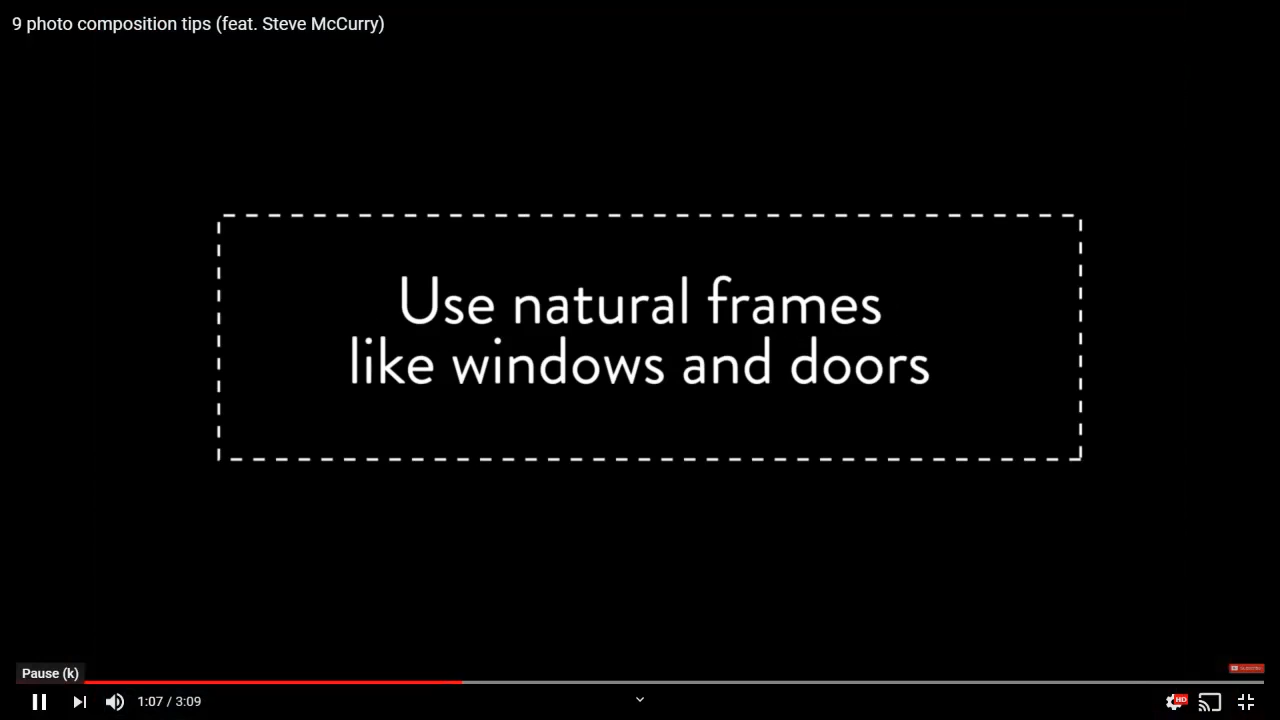 9 photo composition tips (feat. Steve McCurry)
Use natural frames
like windows and doors
Pause (k)
1:07 / 3:09
HD